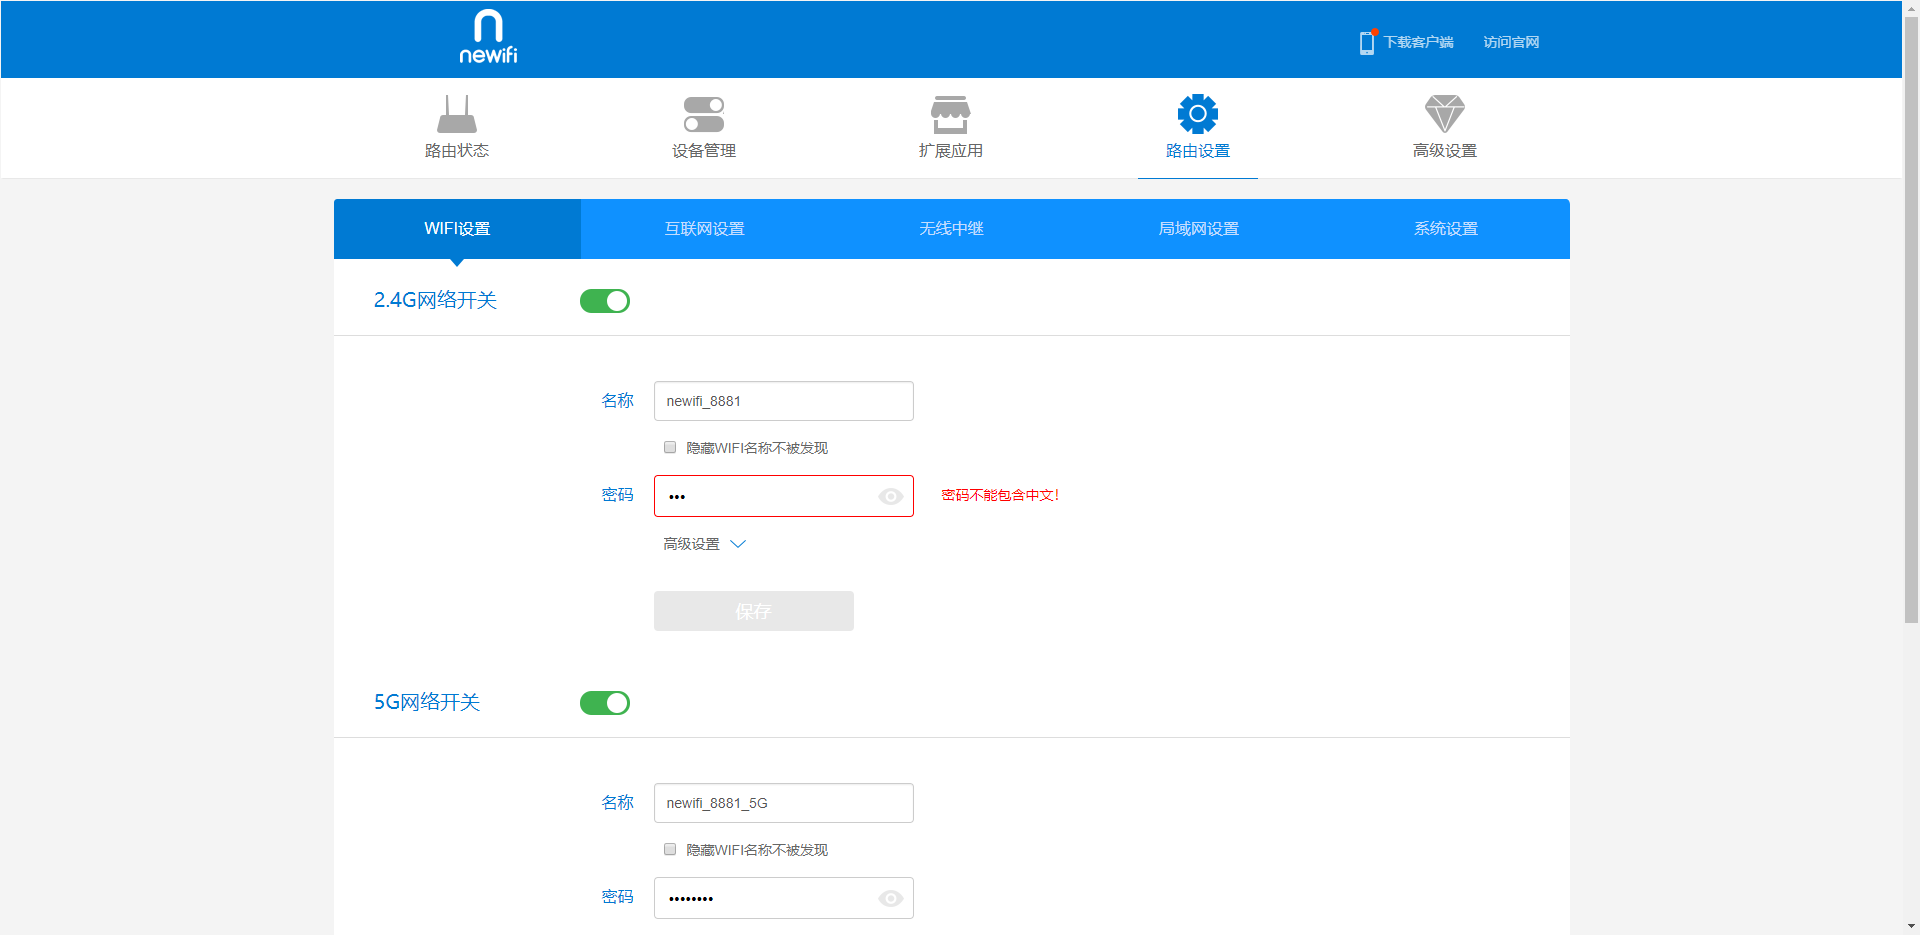 newifi
下载客户端 访问官网
路由状态 设备管理 扩展应用 路由设置 高级设置
WIFI设置 互联网设置 无线中继 局域网设置 系统设置
2.4G网络开关
名称 newifi_8881
隐藏WIFI名称不被发现
密码 ••• 密码不能包含中文!
高级设置
保存
5G网络开关
名称 newifi_8881_5G
隐藏WIFI名称不被发现
密码 ••••••••